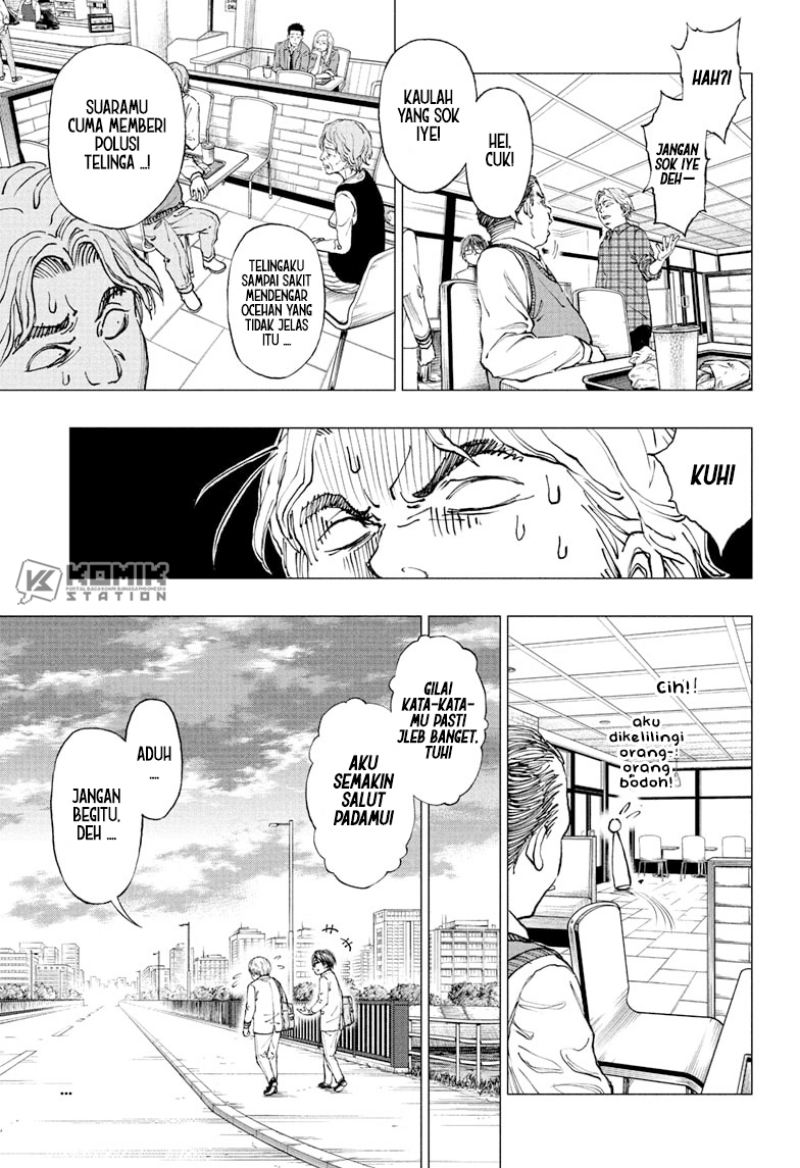 HAH?!
JANGAN
SOK IYE
DEH—
HEI,
CUK!
KAULAH
YANG SOK
IYE!
SUARAMU
CUMA MEMBERI
POLUSI
TELINGA ...!
TELINGAKU
SAMPAI SAKIT
MENDENGAR
OCEHAN YANG
TIDAK JELAS
ITU ....
KUH!
KOMIK
STATION
Cih!!
aku
dikelilingi
orang-
orang
bodoh!
GILA!
KATA-KATA-
MU PASTI
JLEB BANGET,
TUH!
AKU
SEMAKIN
SALUT
PADAMU!
ADUH
....
JANGAN
BEGITU,
DEH ....
...